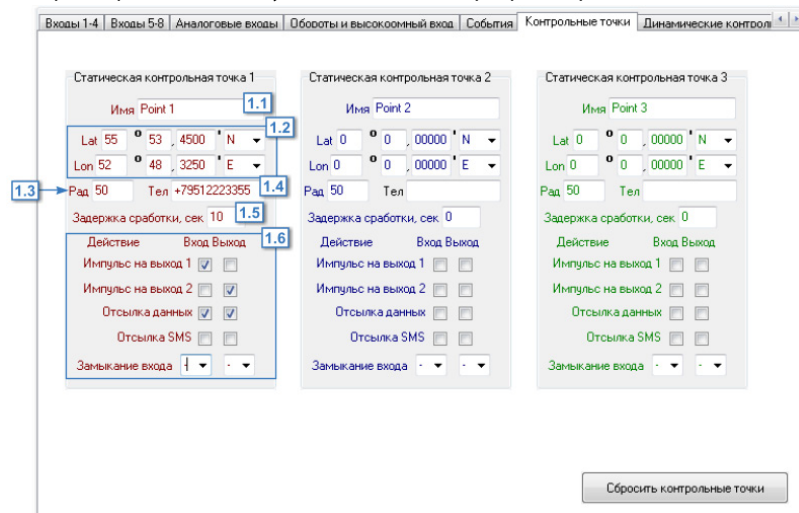 Входы 1-4 Входы 5-8 Аналоговые входы Обороты и высокоомный вход События Контрольные точки Динамические контрол
Статическая контрольная точка 1
Имя Point 1 1.1
1.2
Lat 55 ° 53 , 4500 ' N
Lon 52 ° 48 , 3250 ' E
1.3 Рад 50 Тел +79512223355 1.4
Задержка сработки, сек 10 1.5
1.6
Действие Вход Выход
Импульс на выход 1
Импульс на выход 2
Отсылка данных
Отсылка SMS
Замыкание входа -
Статическая контрольная точка 2
Имя Point 2
Lat 0 ° 0 , 00000 ' N
Lon 0 ° 0 , 00000 ' E
Рад 50 Тел
Задержка сработки, сек 0
Действие Вход Выход
Импульс на выход 1
Импульс на выход 2
Отсылка данных
Отсылка SMS
Замыкание входа - -
Статическая контрольная точка 3
Имя Point 3
Lat 0 ° 0 , 00000 ' N
Lon 0 ° 0 , 00000 ' E
Рад 50 Тел
Задержка сработки, сек 0
Действие Вход Выход
Импульс на выход 1
Импульс на выход 2
Отсылка данных
Отсылка SMS
Замыкание входа - -
Сбросить контрольные точки